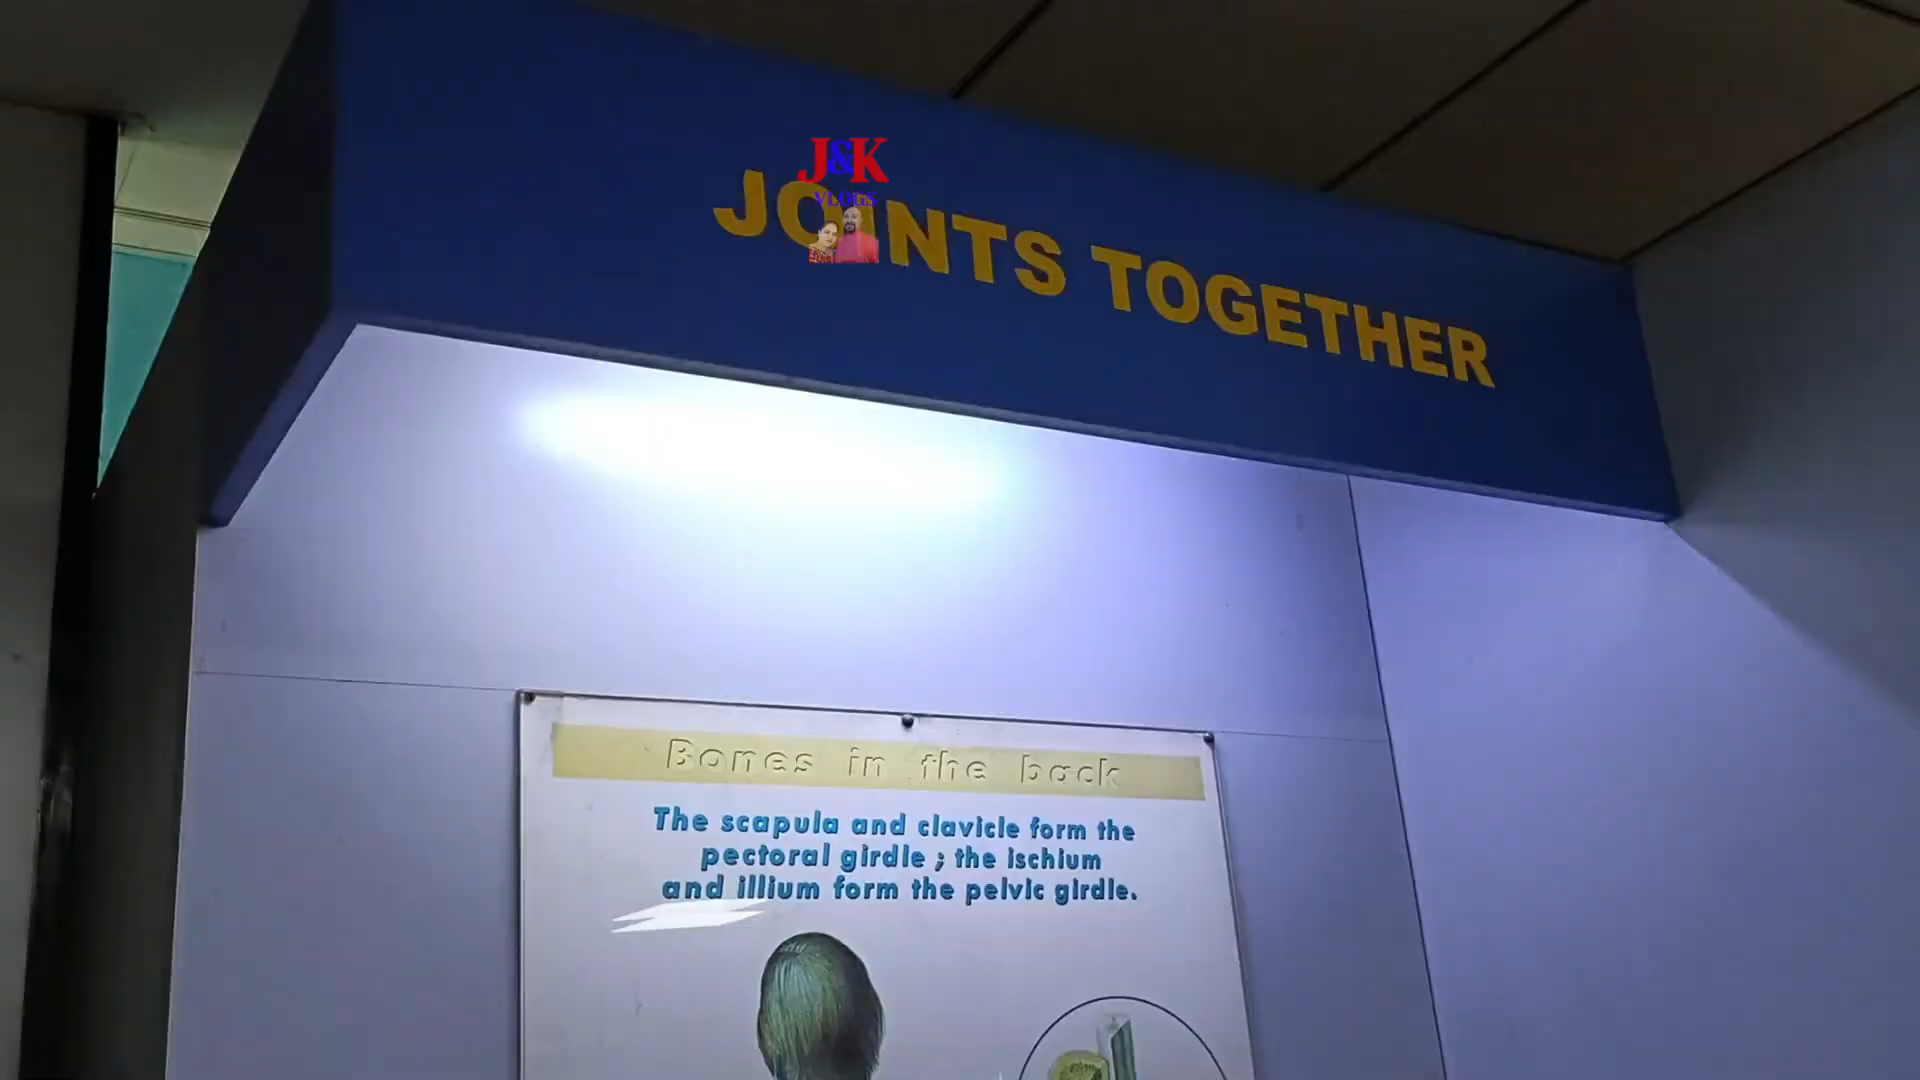 J&K
VLOGS
JOINTS TOGETHER
Bones in the back
The scapula and clavicle form the
pectoral girdle ; the ischium
and illium form the pelvic girdle.